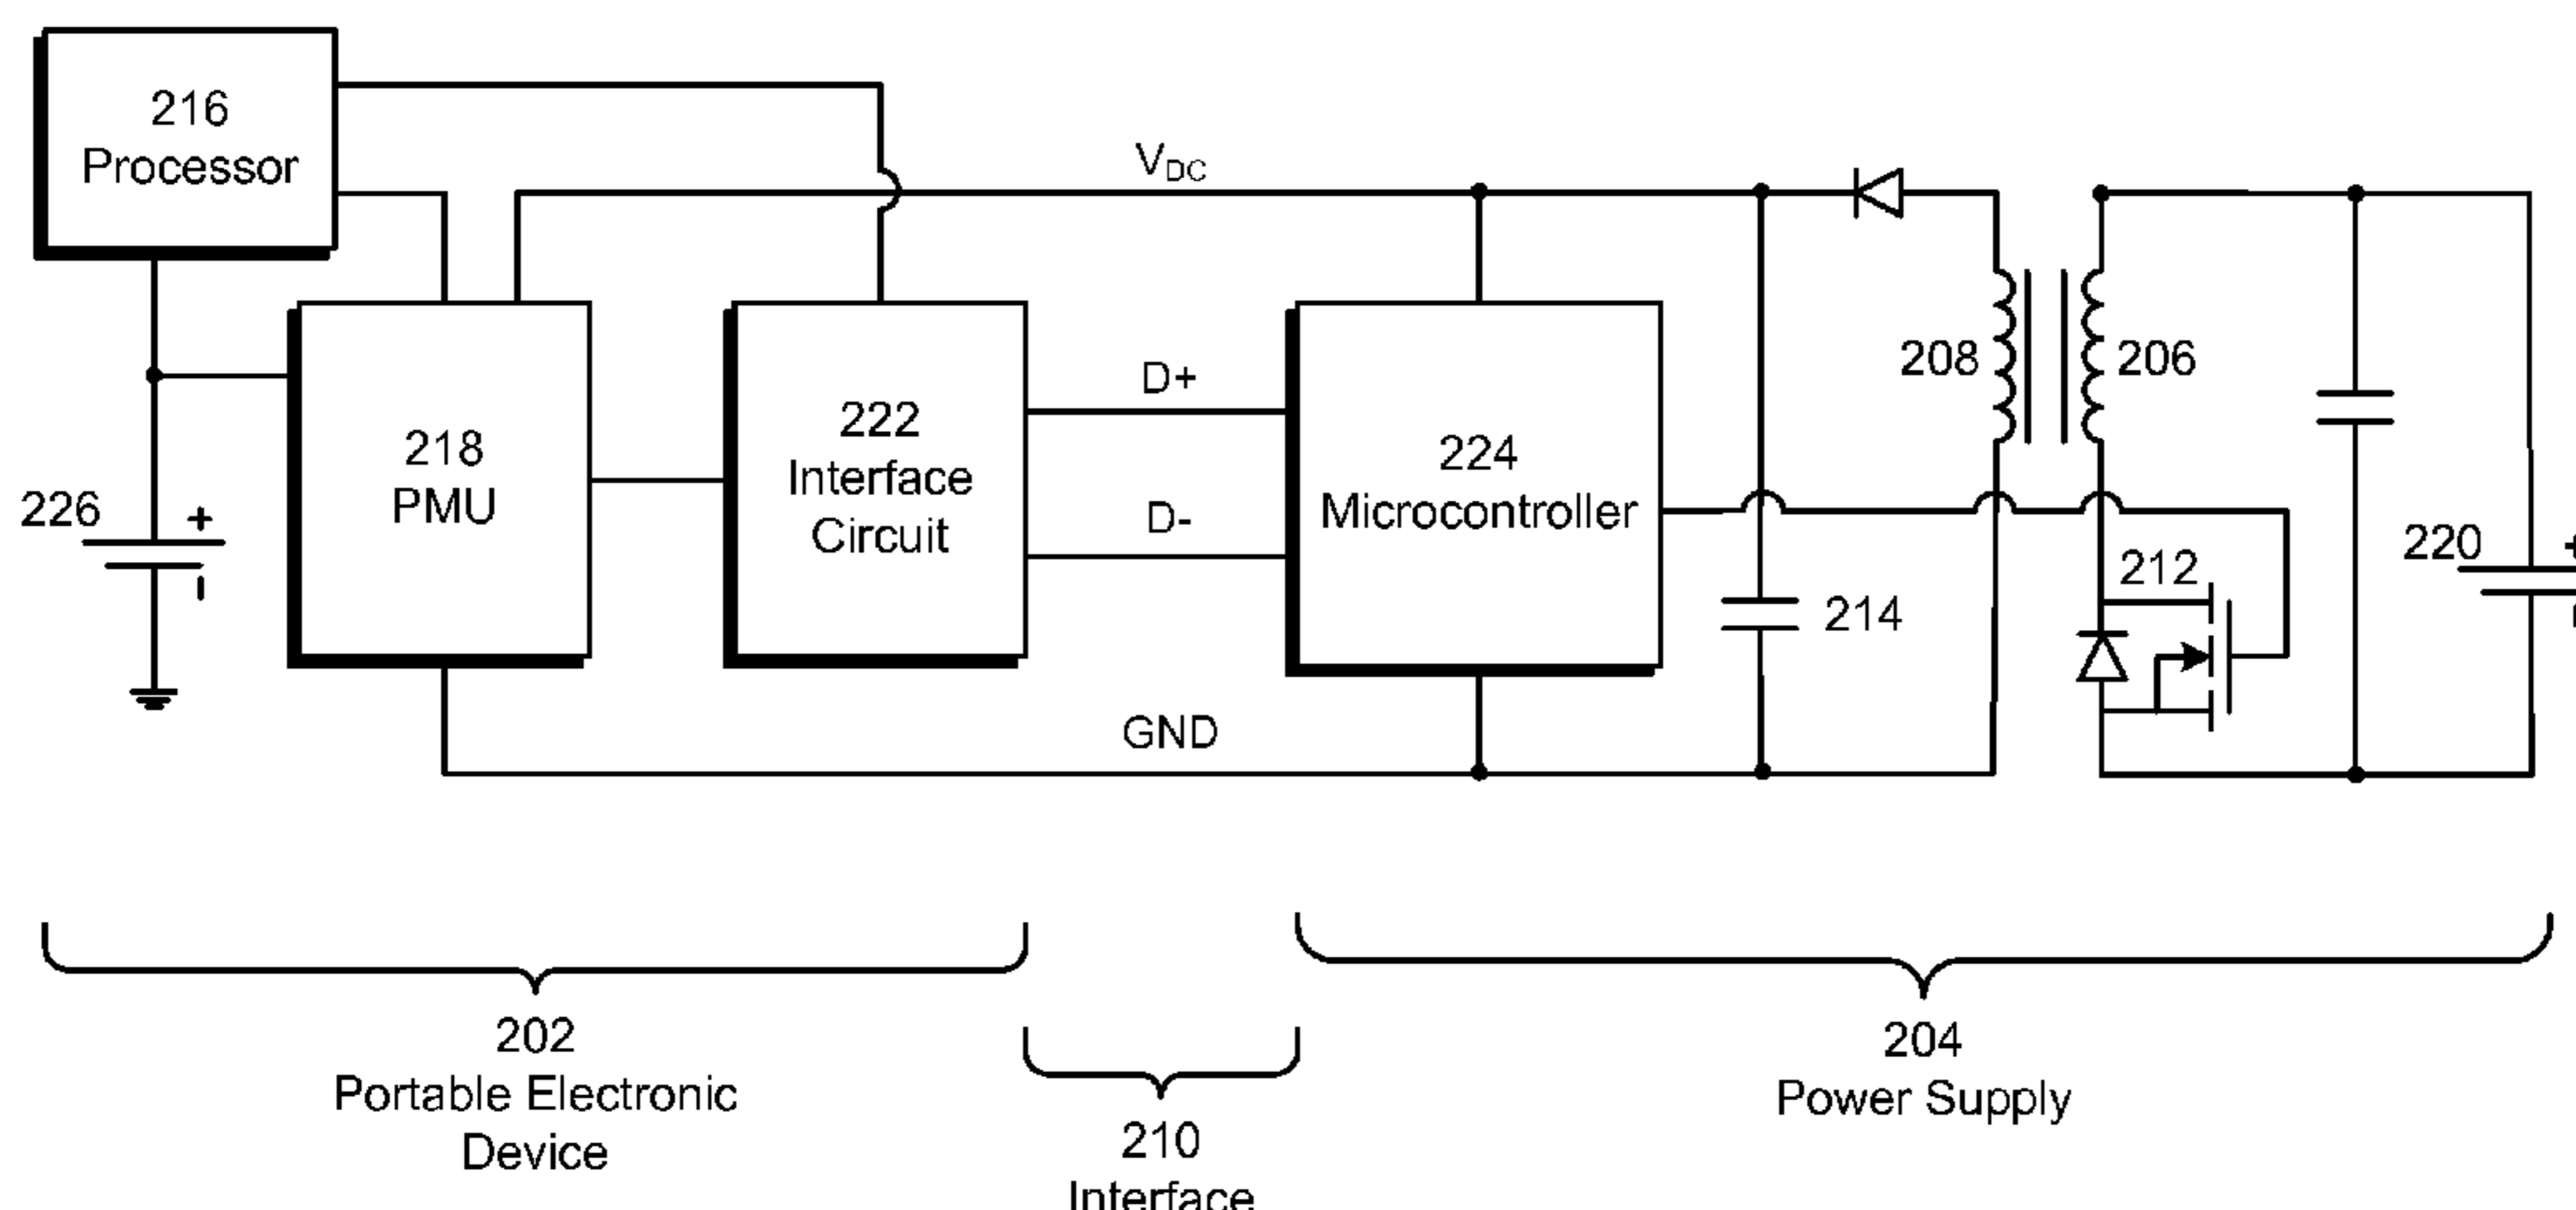 216
Processor
V_DC
208
206
D+
222
Interface
Circuit
218
PMU
224
Microcontroller
226
+
-
D-
220
+
212
214
GND
202
Portable Electronic
Device
204
Power Supply
210
Interface